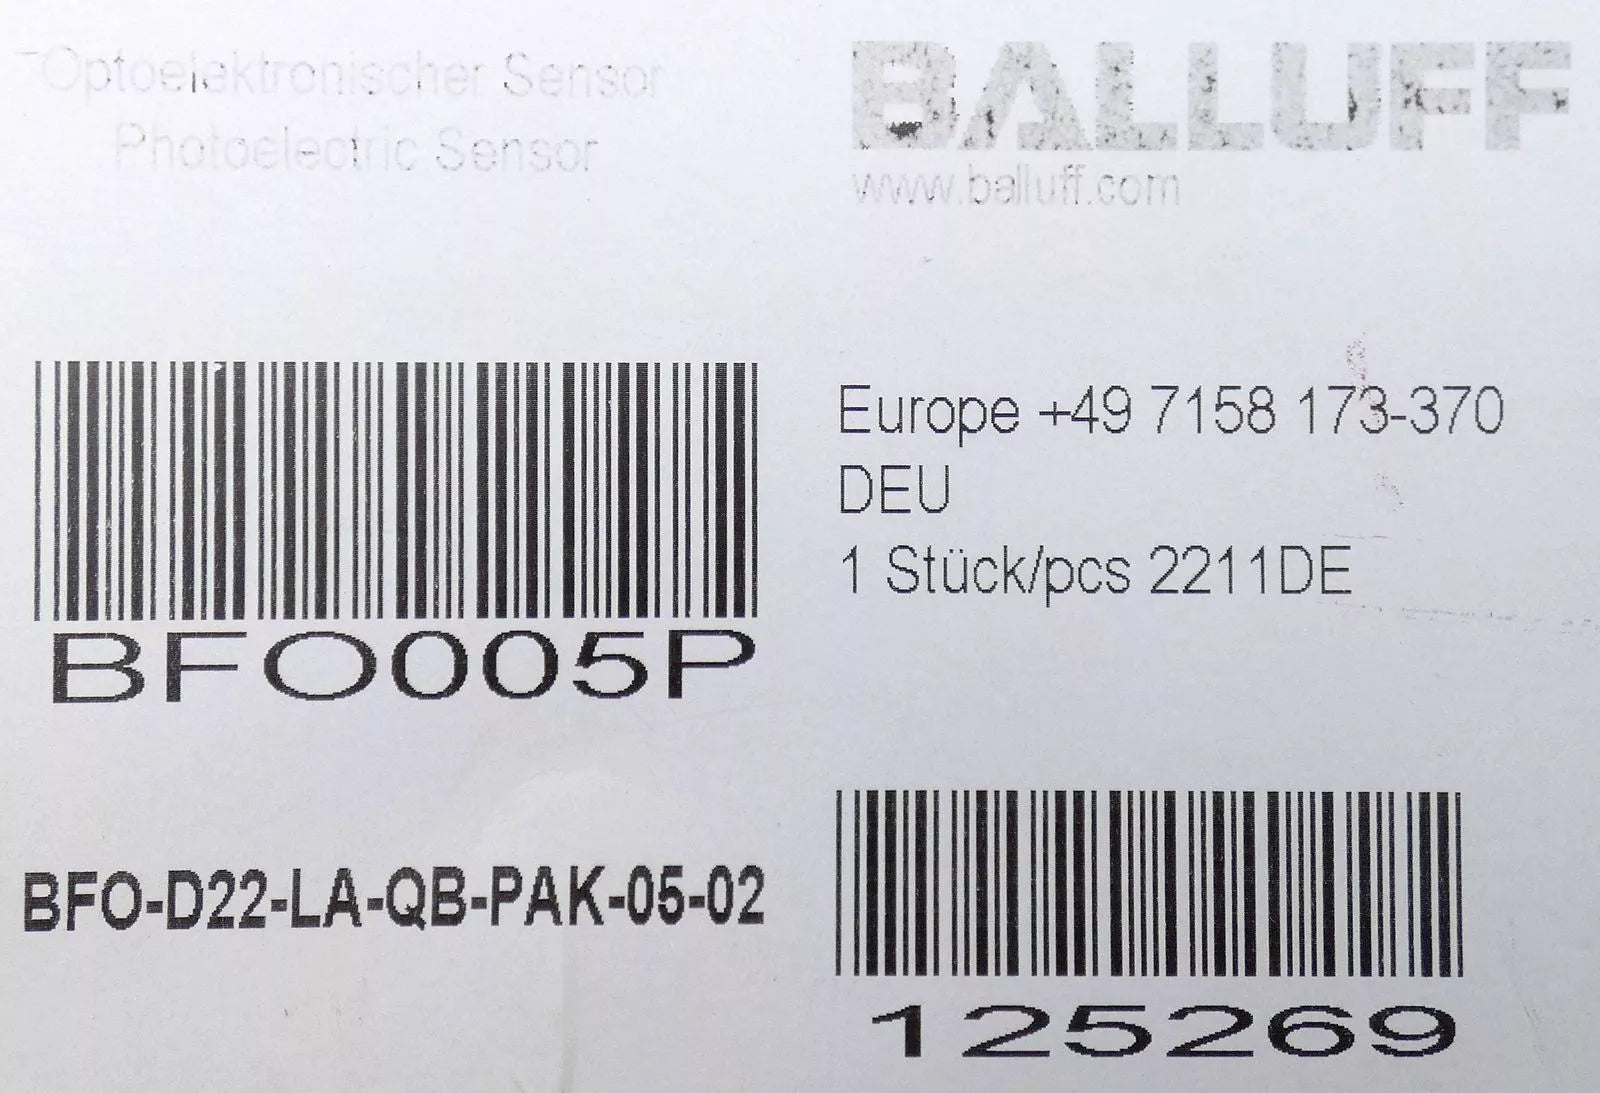 Optoelektronischer Sensor
Photoelectric Sensor
BALLUFF
www.balluff.com
BFO005P
Europe +49 7158 173-370
DEU
1 Stück/pcs 2211DE
BFO-D22-LA-QB-PAK-05-02
125269